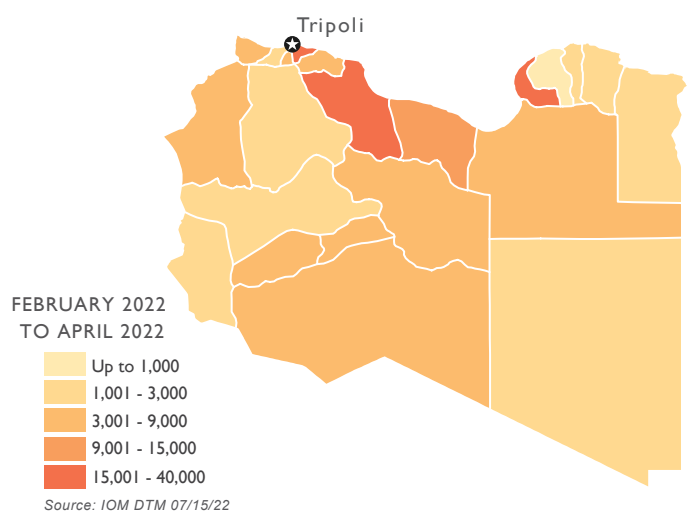 Tripoli
FEBRUARY 2022
TO APRIL 2022
Up to 1,000
1,001 - 3,000
3,001 - 9,000
9,001 - 15,000
15,001 - 40,000
Source: IOM DTM 07/15/22